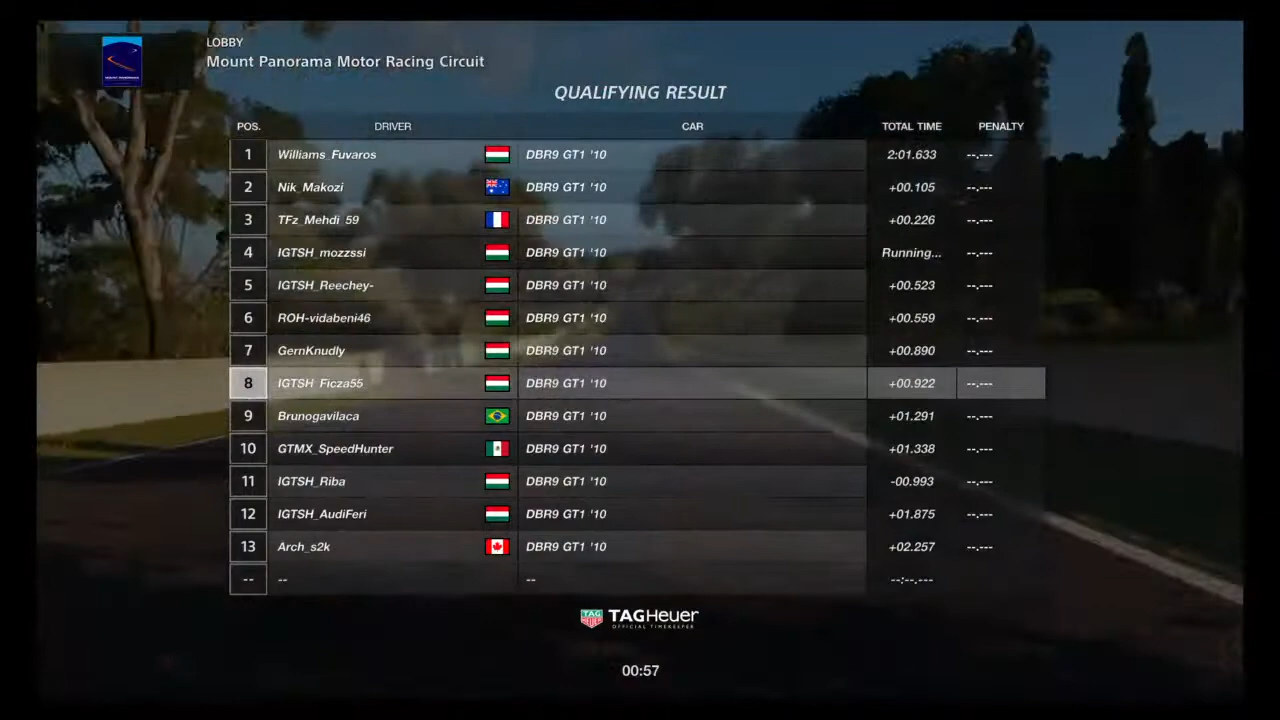 LOBBY
Mount Panorama Motor Racing Circuit
QUALIFYING RESULT
POS. DRIVER CAR TOTAL TIME PENALTY
1 Williams_Fuvaros DBR9 GT1 '10 2:01.633 --.---
2 Nik_Makozi DBR9 GT1 '10 +00.105 --.---
3 TFz_Mehdi_59 DBR9 GT1 '10 +00.226 --.---
4 IGTSH_mozzssi DBR9 GT1 '10 Running... --.---
5 IGTSH_Reechey- DBR9 GT1 '10 +00.523 --.---
6 ROH-vidabeni46 DBR9 GT1 '10 +00.559 --.---
7 GernKnudly DBR9 GT1 '10 +00.890 --.---
8 IGTSH_Ficza55 DBR9 GT1 '10 +00.922 --.---
9 Brunogavilaca DBR9 GT1 '10 +01.291 --.---
10 GTMX_SpeedHunter DBR9 GT1 '10 +01.338 --.---
11 IGTSH_Riba DBR9 GT1 '10 -00.993 --.---
12 IGTSH_AudiFeri DBR9 GT1 '10 +01.875 --.---
13 Arch_s2k DBR9 GT1 '10 +02.257 --.---
-- -- -- --:--.---
TAG HEUER TAGHeuer
OFFICIAL TIMEKEEPER
00:57